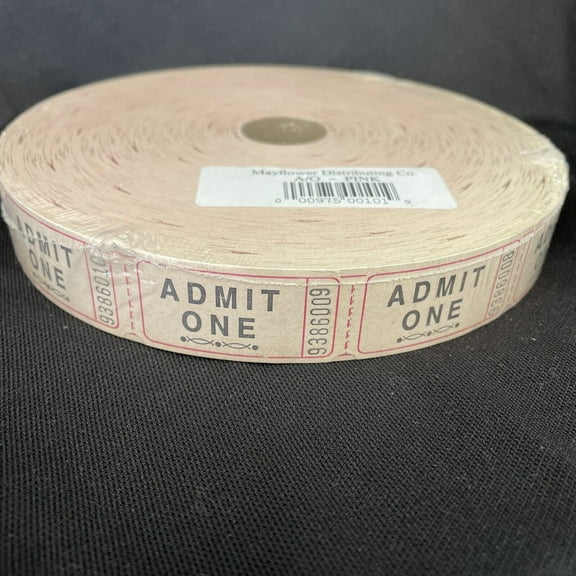 Mayflower Distributing Co.
A/O - PINK
0 00975 00101 9
ADMIT
ONE
9386010
ADMIT
ONE
9386009
ADMIT
ONE
9386008